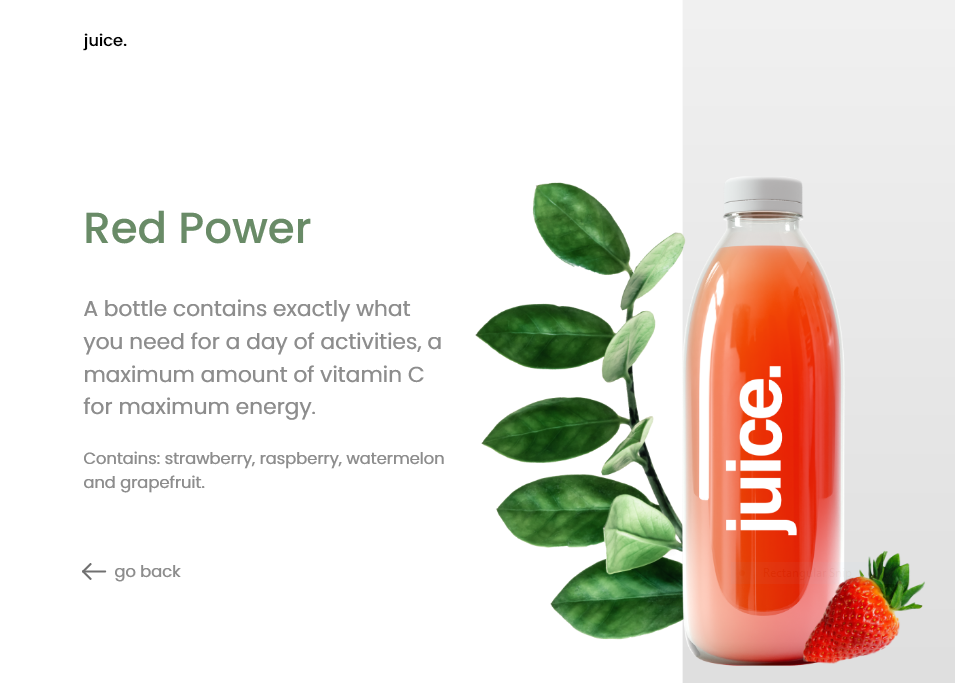 juice.
Red Power
A bottle contains exactly what
you need for a day of activities, a
maximum amount of vitamin C
for maximum energy.
Contains: strawberry, raspberry, watermelon
and grapefruit.
go back
juice.